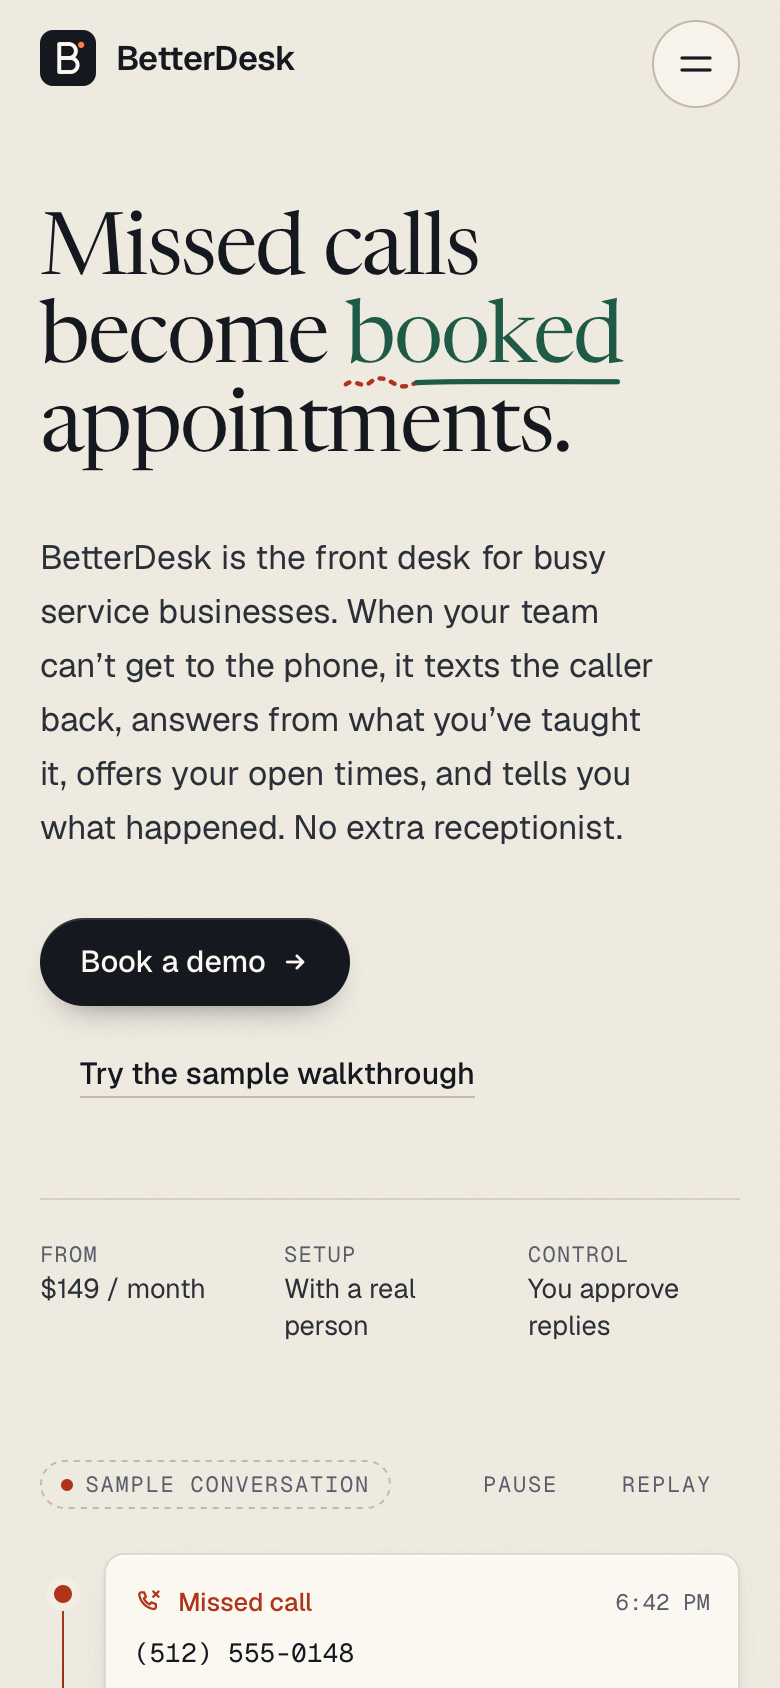 B
BetterDesk
Missed calls
become booked
appointments.
BetterDesk is the front desk for busy
service businesses. When your team
can’t get to the phone, it texts the caller
back, answers from what you’ve taught
it, offers your open times, and tells you
what happened. No extra receptionist.
Book a demo →
Try the sample walkthrough
FROM
$149 / month
SETUP
With a real
person
CONTROL
You approve
replies
SAMPLE CONVERSATION
PAUSE
REPLAY
Missed call
6:42 PM
(512) 555-0148